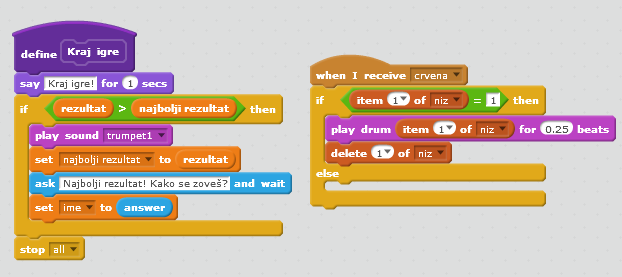 define Kraj igre
say Kraj igre! for 1 secs
if rezultat > najbolji rezultat then
play sound trumpet1
set najbolji rezultat to rezultat
ask Najbolji rezultat! Kako se zoveš? and wait
set ime to answer
stop all
when I receive crvena
if item 1 of niz = 1 then
play drum item 1 of niz for 0.25 beats
delete 1 of niz
else